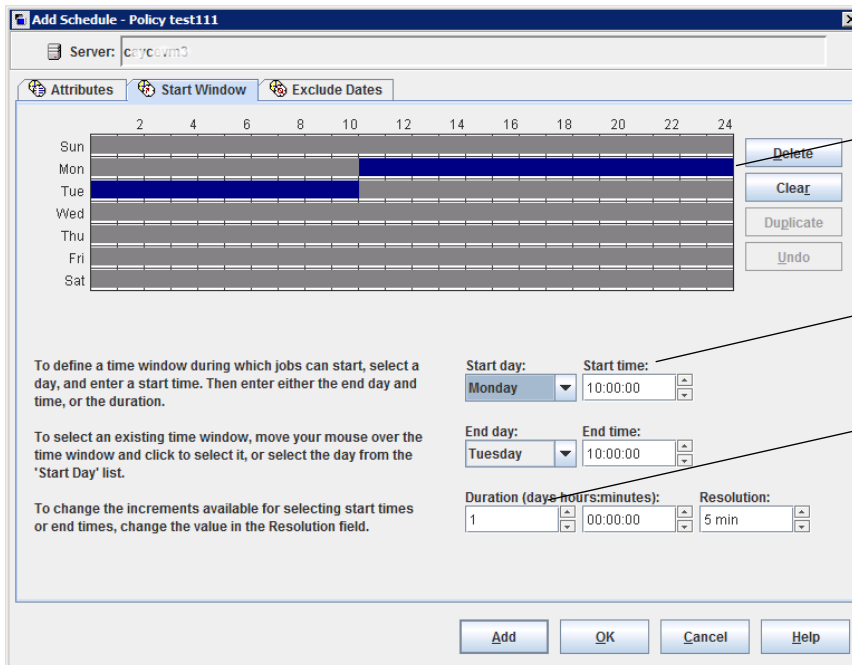 Add Schedule - Policy test111
Server:
Attributes Start Window Exclude Dates
2 4 6 8 10 12 14 16 18 20 22 24
Sun
Mon
Tue
Wed
Thu
Fri
Sat
Delete
Clear
Duplicate
Undo
To define a time window during which jobs can start, select a
day, and enter a start time. Then enter either the end day and
time, or the duration.
To select an existing time window, move your mouse over the
time window and click to select it, or select the day from the
'Start Day' list.
To change the increments available for selecting start times
or end times, change the value in the Resolution field.
Start day: Start time:
Monday 10:00:00
End day: End time:
Tuesday 10:00:00
Duration (days hours:minutes): Resolution:
1 00:00:00 5 min
Add OK Cancel Help